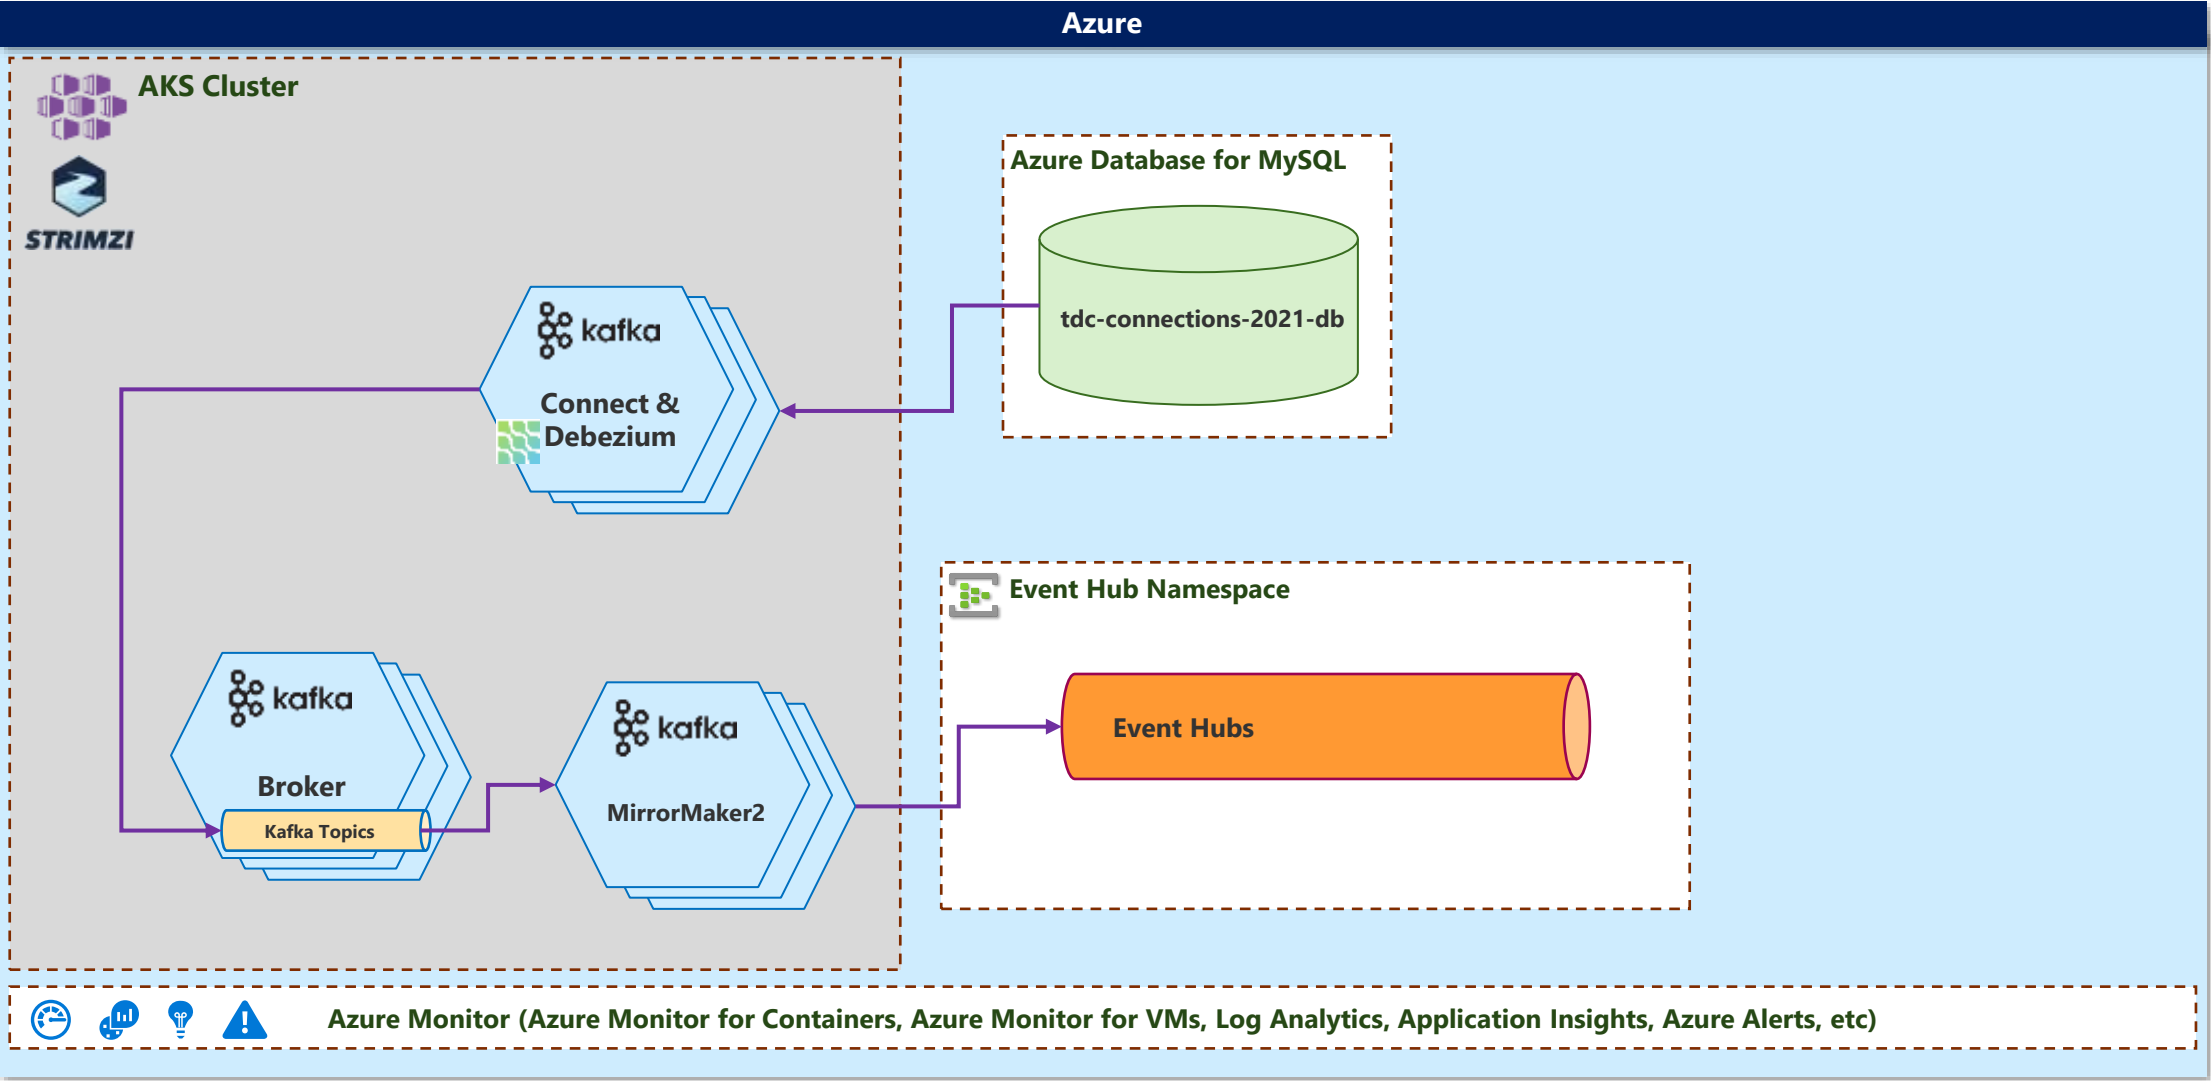 Azure
AKS Cluster
STRIMZI
Azure Database for MySQL
tdc-connections-2021-db
kafka
Connect &
Debezium
Event Hub Namespace
Event Hubs
kafka
Broker
Kafka Topics
kafka
MirrorMaker2
Azure Monitor (Azure Monitor for Containers, Azure Monitor for VMs, Log Analytics, Application Insights, Azure Alerts, etc)